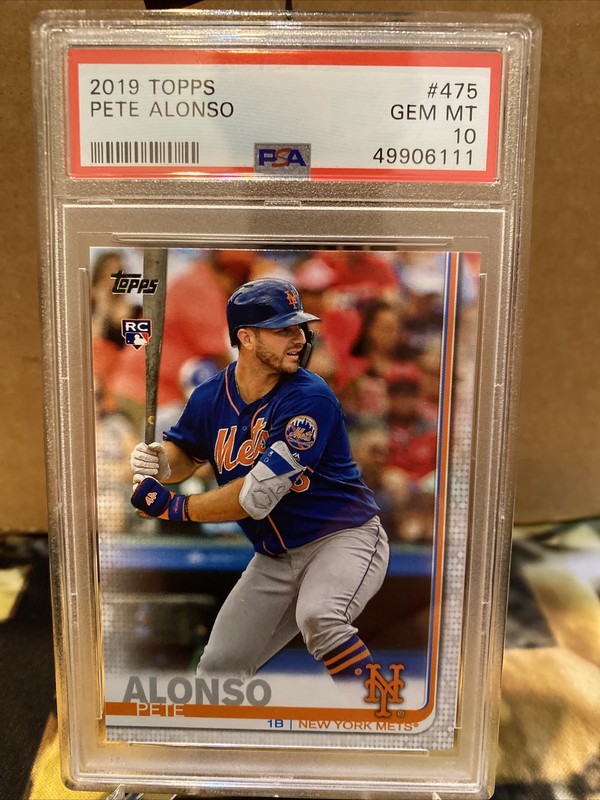 2019 TOPPS #475
PETE ALONSO GEM MT
10
PSA 49906111
Topps
RC
Mets
Mets
ALONSO
PETE
NY
1B | NEW YORK METS®